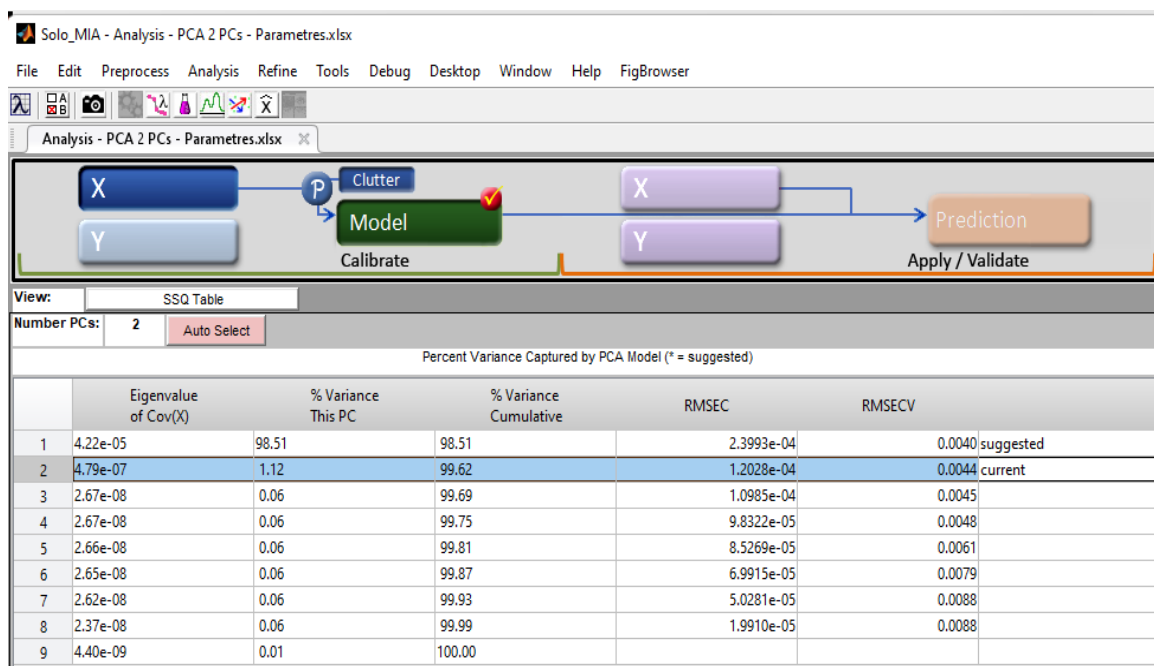 Solo_MIA - Analysis - PCA 2 PCs - Parametres.xlsx
File Edit Preprocess Analysis Refine Tools Debug Desktop Window Help FigBrowser
Analysis - PCA 2 PCs - Parametres.xlsx
X P Clutter X
Model Prediction
Y Y
Calibrate Apply / Validate
View: SSQ Table
Number PCs: 2 Auto Select
Percent Variance Captured by PCA Model (* = suggested)
Eigenvalue % Variance % Variance RMSEC RMSECV
of Cov(X) This PC Cumulative
1 4.22e-05 98.51 98.51 2.3993e-04 0.0040 suggested
2 4.79e-07 1.12 99.62 1.2028e-04 0.0044 current
3 2.67e-08 0.06 99.69 1.0985e-04 0.0045
4 2.67e-08 0.06 99.75 9.8322e-05 0.0048
5 2.66e-08 0.06 99.81 8.5269e-05 0.0061
6 2.65e-08 0.06 99.87 6.9915e-05 0.0079
7 2.62e-08 0.06 99.93 5.0281e-05 0.0088
8 2.37e-08 0.06 99.99 1.9910e-05 0.0088
9 4.40e-09 0.01 100.00